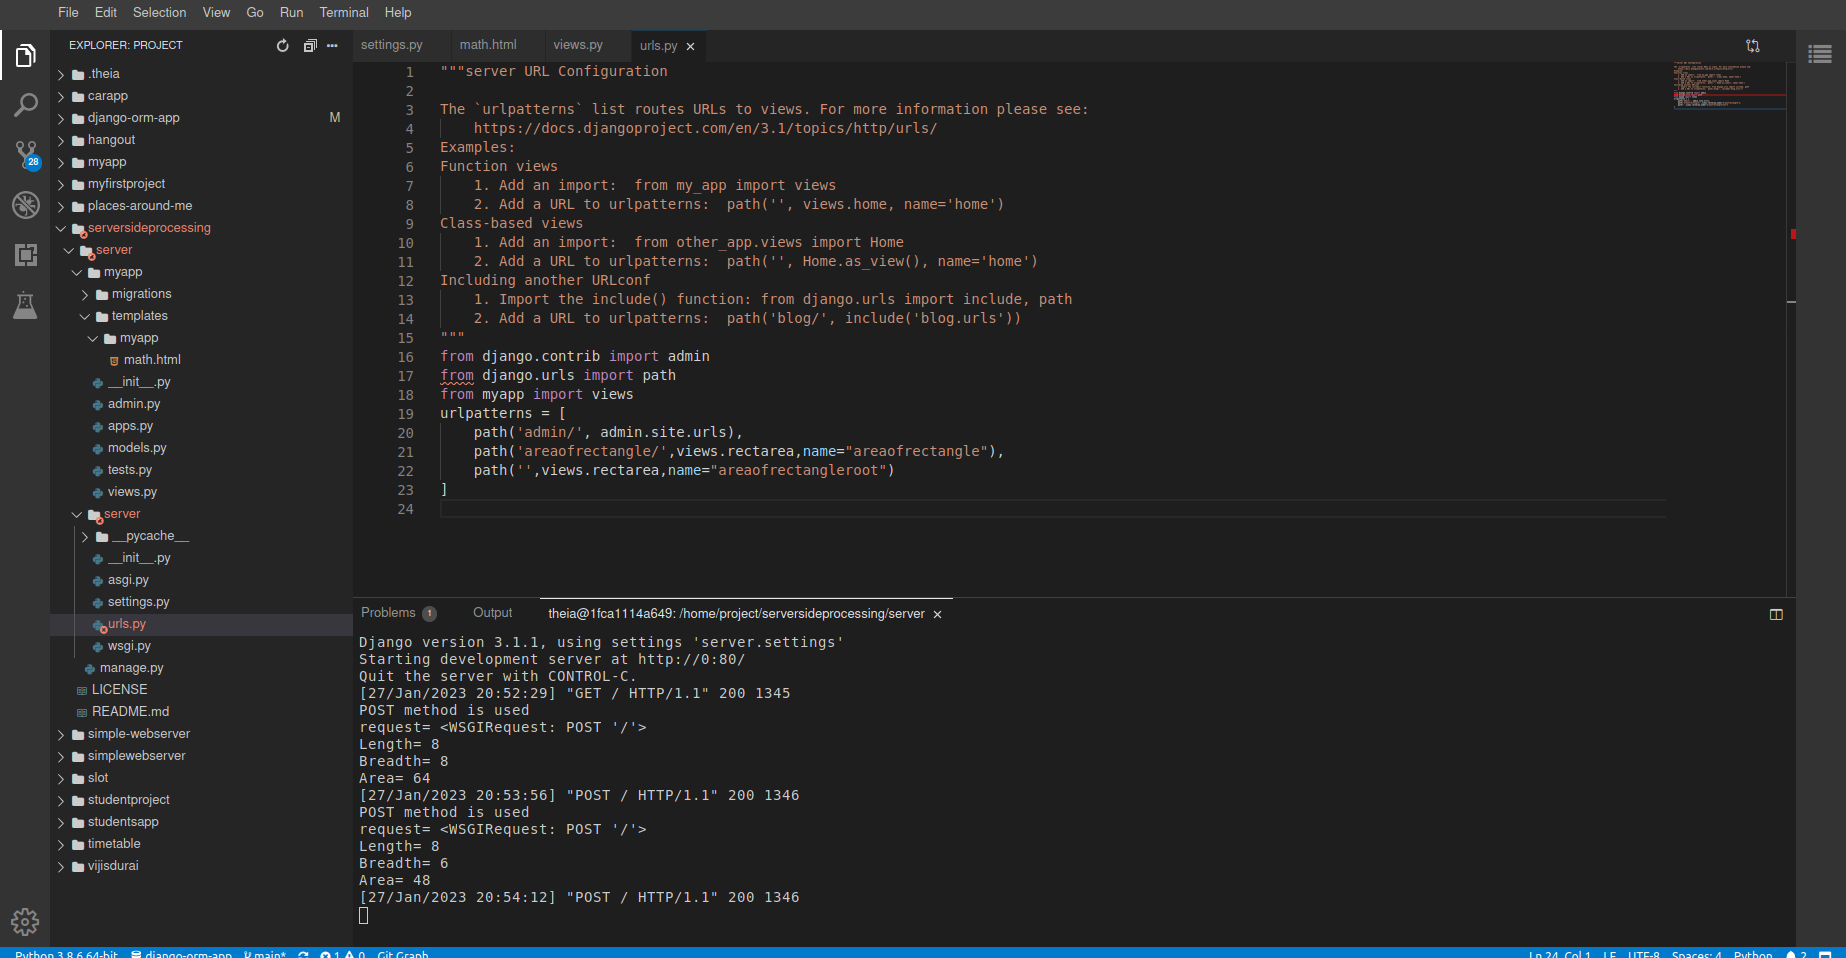 File Edit Selection View Go Run Terminal Help
EXPLORER: PROJECT
.theia
carapp
django-orm-app M
hangout
myapp
myfirstproject
places-around-me
serversideprocessing
server
myapp
migrations
templates
myapp
math.html
__init__.py
admin.py
apps.py
models.py
tests.py
views.py
server
__pycache__
__init__.py
asgi.py
settings.py
urls.py
wsgi.py
manage.py
LICENSE
README.md
simple-webserver
simplewebserver
slot
studentproject
studentsapp
timetable
vijisdurai
28
settings.py math.html views.py urls.py
1 """server URL Configuration
2
3 The `urlpatterns` list routes URLs to views. For more information please see:
4     https://docs.djangoproject.com/en/3.1/topics/http/urls/
5 Examples:
6 Function views
7     1. Add an import:  from my_app import views
8     2. Add a URL to urlpatterns:  path('', views.home, name='home')
9 Class-based views
10     1. Add an import:  from other_app.views import Home
11     2. Add a URL to urlpatterns:  path('', Home.as_view(), name='home')
12 Including another URLconf
13     1. Import the include() function: from django.urls import include, path
14     2. Add a URL to urlpatterns:  path('blog/', include('blog.urls'))
15 """
16 from django.contrib import admin
17 from django.urls import path
18 from myapp import views
19 urlpatterns = [
20     path('admin/', admin.site.urls),
21     path('areaofrectangle/',views.rectarea,name="areaofrectangle"),
22     path('',views.rectarea,name="areaofrectangleroot")
23 ]
24
Problems 1 Output theia@1fca1114a649: /home/project/serversideprocessing/server
Django version 3.1.1, using settings 'server.settings'
Starting development server at http://0:80/
Quit the server with CONTROL-C.
[27/Jan/2023 20:52:29] "GET / HTTP/1.1" 200 1345
POST method is used
request= <WSGIRequest: POST '/'>
Length= 8
Breadth= 8
Area= 64
[27/Jan/2023 20:53:56] "POST / HTTP/1.1" 200 1346
POST method is used
request= <WSGIRequest: POST '/'>
Length= 8
Breadth= 6
Area= 48
[27/Jan/2023 20:54:12] "POST / HTTP/1.1" 200 1346
Python 3.8.6 64-bit django-orm-app main* 1 0 Git Graph Ln 24, Col 1 LF UTF-8 Spaces: 4 Python 2